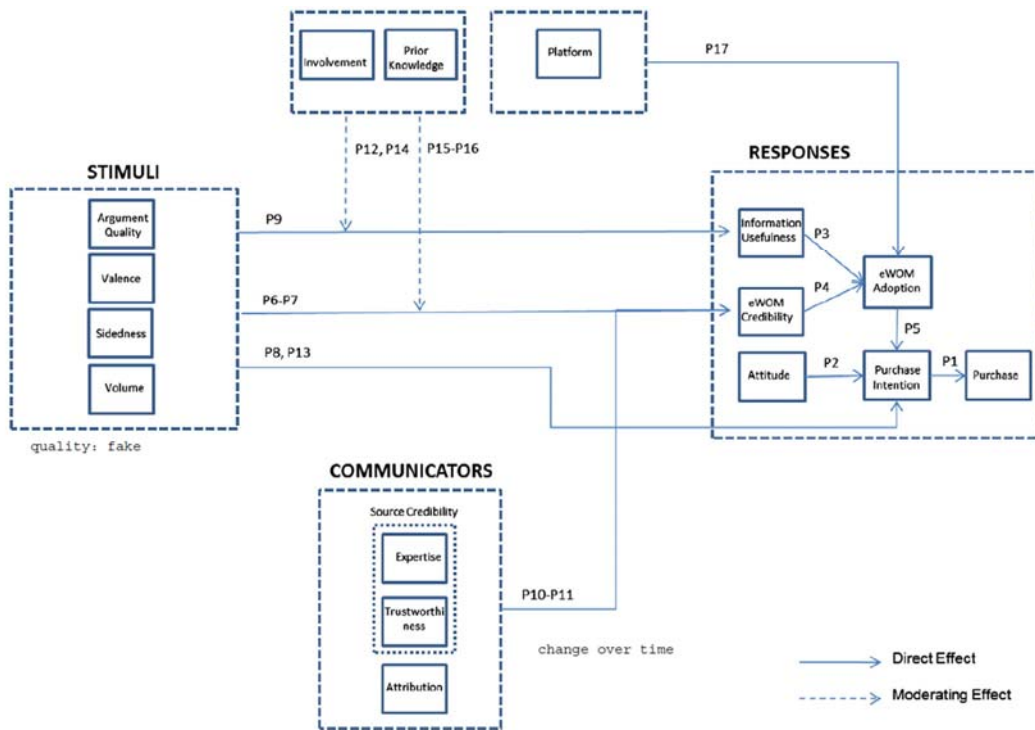 Involvement
Prior
Knowledge
Platform
P17
P12, P14
P15-P16
STIMULI
RESPONSES
Argument
Quality
P9
Information
Usefulness
P3
Valence
eWOM
Adoption
P6-P7
P4
eWOM
Credibility
Sidedness
P5
P8, P13
Attitude
P2
Purchase
Intention
P1
Purchase
Volume
quality: fake
COMMUNICATORS
Source Credibility
Expertise
P10-P11
Trustworthi
ness
change over time
Direct Effect
Attribution
Moderating Effect